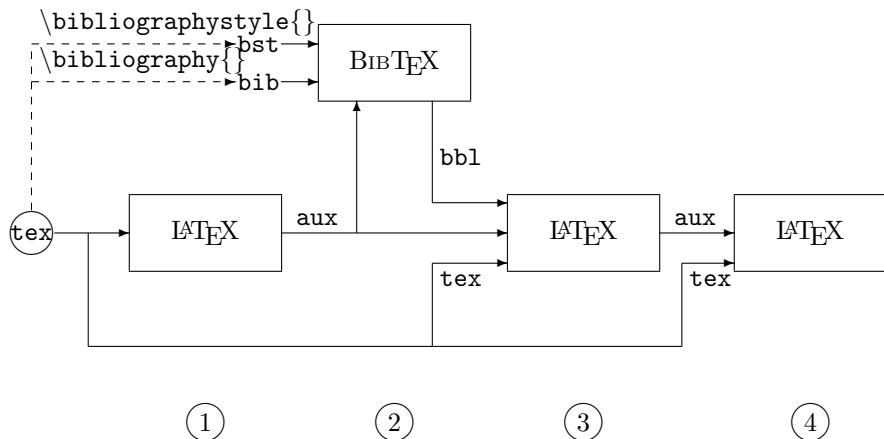 \bibliographystyle{}
bst
\bibliography{}
bib
BIBTEX
bbl
tex
LATEX
aux
LATEX
aux
LATEX
tex
tex
1
2
3
4